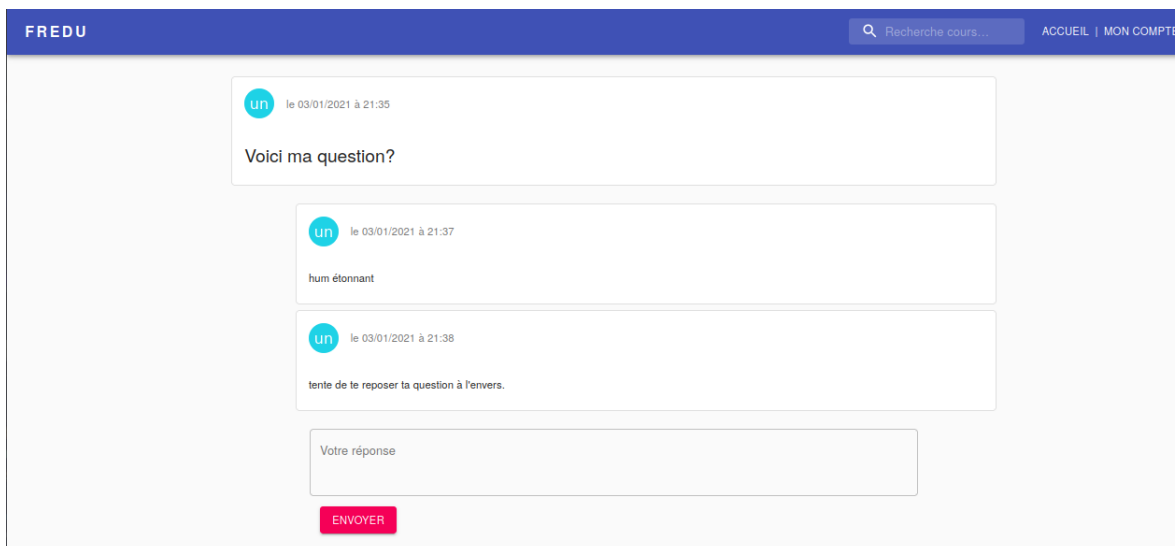 FREDU
Recherche cours...
ACCUEIL | MON COMPTE
un le 03/01/2021 à 21:35
Voici ma question?
un le 03/01/2021 à 21:37
hum étonnant
un le 03/01/2021 à 21:38
tente de te reposer ta question à l'envers.
Votre réponse
ENVOYER